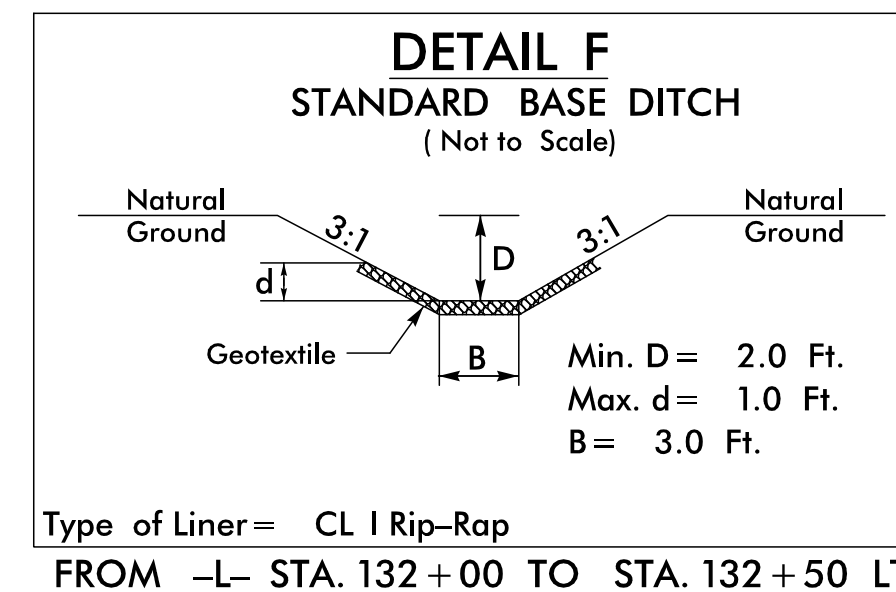 DETAIL F
STANDARD BASE DITCH
( Not to Scale)
Natural
Ground
3:1
D
3:1
Natural
Ground
d
Geotextile
B
Min. D = 2.0 Ft.
Max. d = 1.0 Ft.
B = 3.0 Ft.
Type of Liner = CL I Rip-Rap
FROM -L- STA. 132+00 TO STA. 132+50 LT